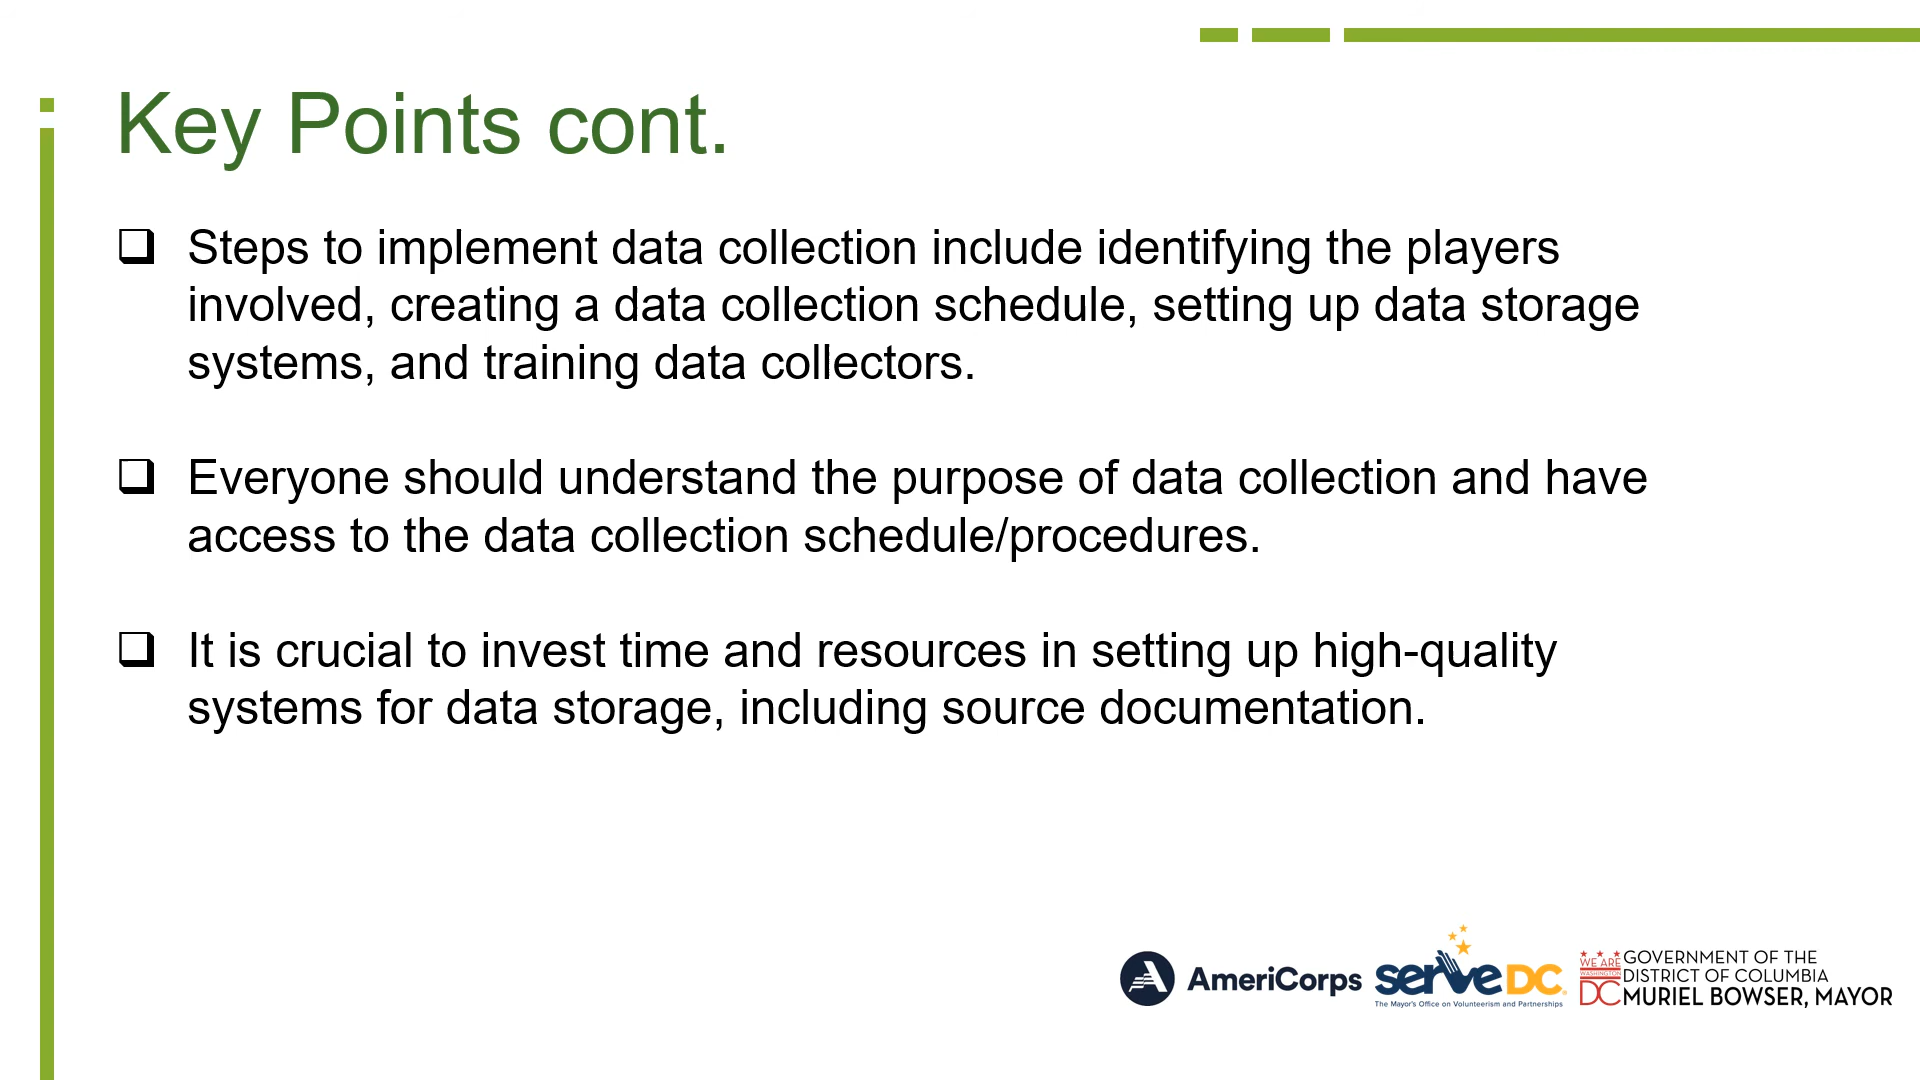 Key Points cont.
Steps to implement data collection include identifying the players
involved, creating a data collection schedule, setting up data storage
systems, and training data collectors.
Everyone should understand the purpose of data collection and have
access to the data collection schedule/procedures.
It is crucial to invest time and resources in setting up high-quality
systems for data storage, including source documentation.
AmeriCorps
serve DC
The Mayor's Office on Volunteerism and Partnerships
WE ARE
WASHINGTON
DC
GOVERNMENT OF THE
DISTRICT OF COLUMBIA
MURIEL BOWSER, MAYOR